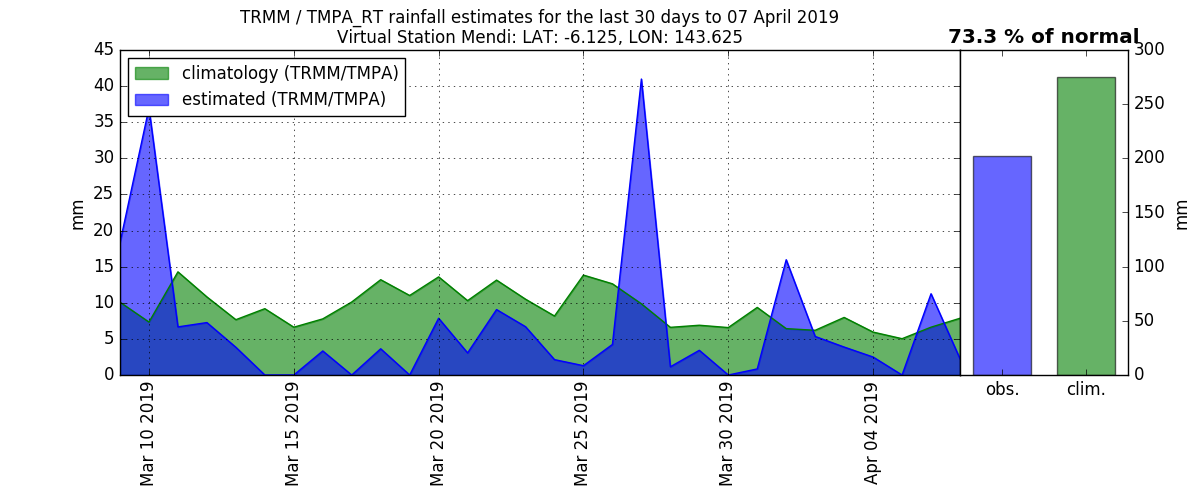 TRMM / TMPA_RT rainfall estimates for the last 30 days to 07 April 2019
Virtual Station Mendi: LAT: -6.125, LON: 143.625
73.3 % of normal
climatology (TRMM/TMPA)
estimated (TRMM/TMPA)
45
40
35
30
25
20
15
10
5
0
mm
Mar 10 2019
Mar 15 2019
Mar 20 2019
Mar 25 2019
Mar 30 2019
Apr 04 2019
obs.
clim.
300
250
200
150
100
50
0
mm